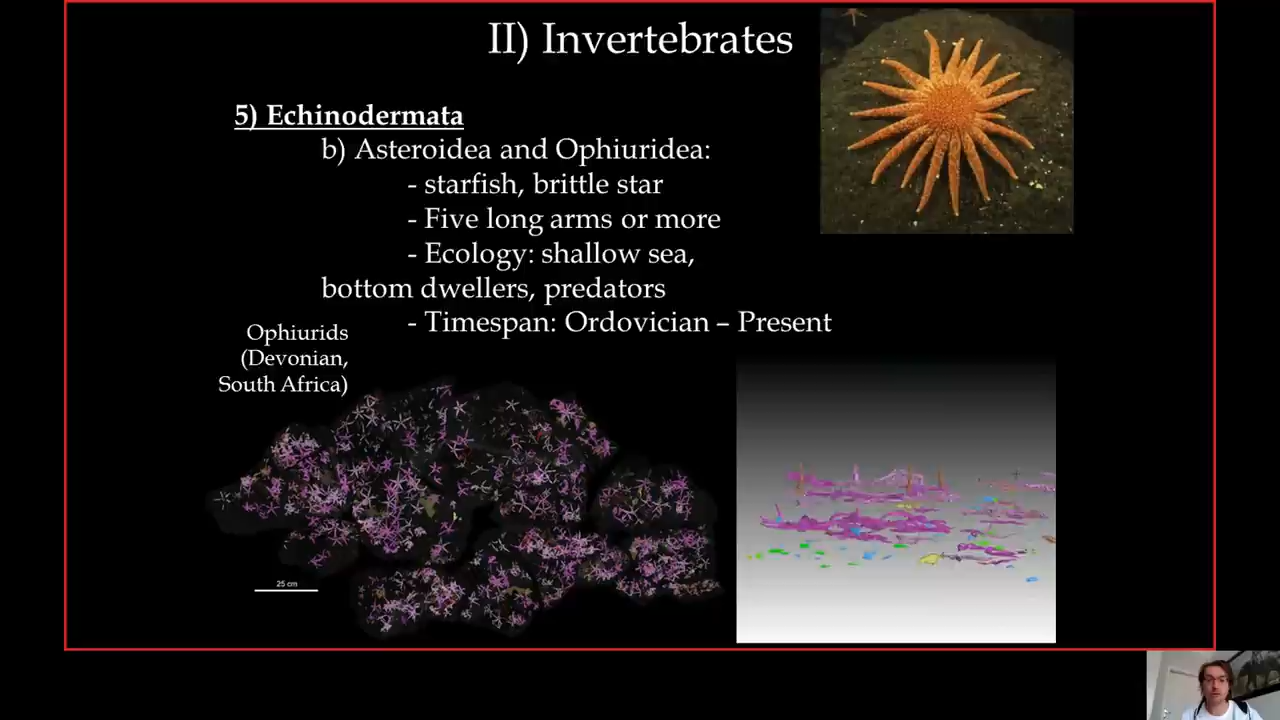 II) Invertebrates
5) Echinodermata
b) Asteroidea and Ophiuridea:
- starfish, brittle star
- Five long arms or more
- Ecology: shallow sea,
bottom dwellers, predators
- Timespan: Ordovician – Present
Ophiurids
(Devonian,
South Africa)
25 cm